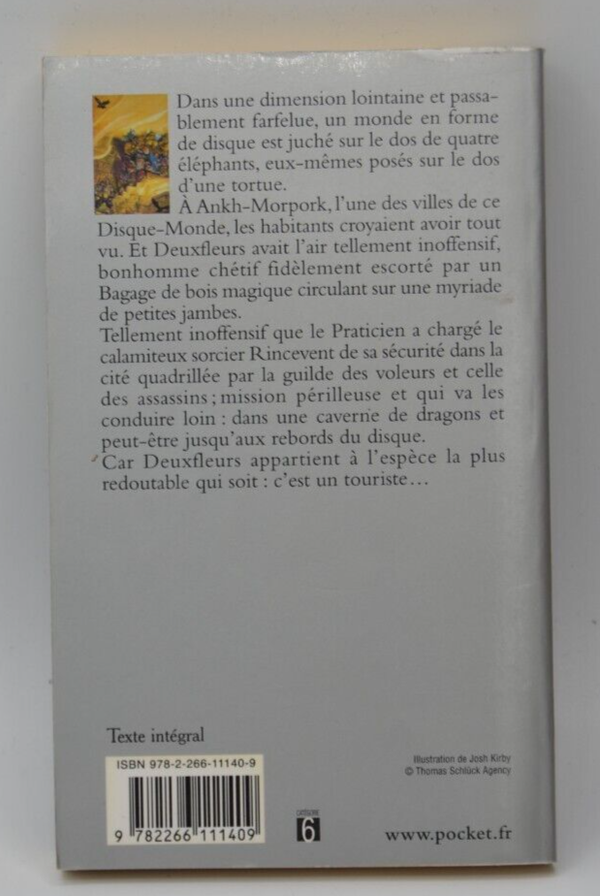 Dans une dimension lointaine et passa-
blement farfelue, un monde en forme
de disque est juché sur le dos de quatre
éléphants, eux-mêmes posés sur le dos
d'une tortue.
À Ankh-Morpork, l'une des villes de ce
Disque-Monde, les habitants croyaient avoir tout
vu. Et Deuxfleurs avait l'air tellement inoffensif,
bonhomme chétif fidèlement escorté par un
Bagage de bois magique circulant sur une myriade
de petites jambes.
Tellement inoffensif que le Praticien a chargé le
calamiteux sorcier Rincevent de sa sécurité dans la
cité quadrillée par la guilde des voleurs et celle
des assassins ; mission périlleuse et qui va les
conduire loin : dans une caverne de dragons et
peut-être jusqu'aux rebords du disque.
Car Deuxfleurs appartient à l'espèce la plus
redoutable qui soit : c'est un touriste...
Texte intégral
Illustration de Josh Kirby
© Thomas Schlück Agency
ISBN 978-2-266-11140-9
9 782266 111409
CATÉGORIE
6
www.pocket.fr